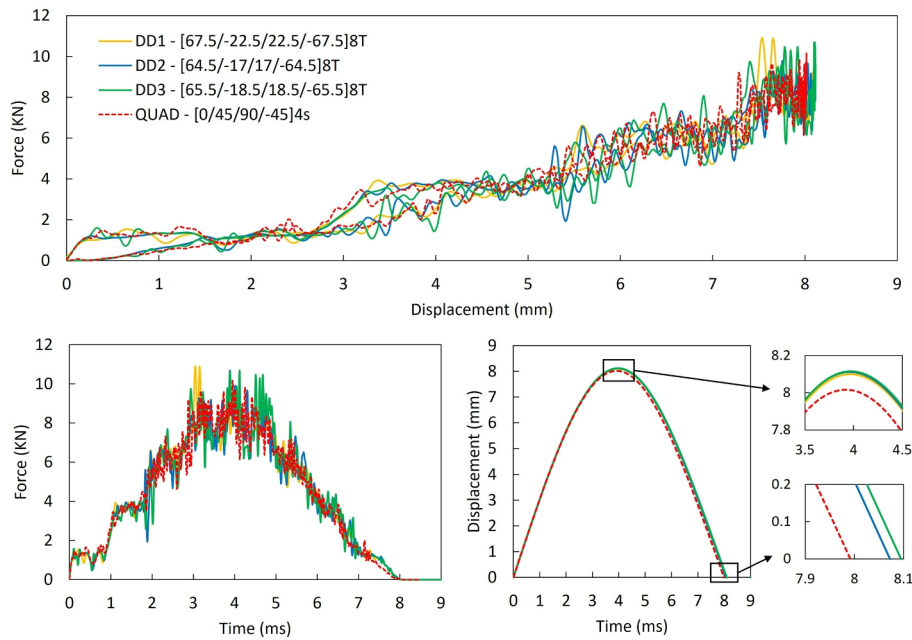 12
10
8
6
4
2
0
Force (KN)
DD1 - [67.5/-22.5/22.5/-67.5]8T
DD2 - [64.5/-17/17/-64.5]8T
DD3 - [65.5/-18.5/18.5/-65.5]8T
QUAD - [0/45/90/-45]4s
0 1 2 3 4 5 6 7 8 9
Displacement (mm)
12
10
8
6
4
2
0
Force (KN)
0 1 2 3 4 5 6 7 8 9
Time (ms)
9
8
7
6
5
4
3
2
1
0
Displacement (mm)
0 1 2 3 4 5 6 7 8 9
Time (ms)
8.2
8
7.8
3.5 4 4.5
0.2
0.1
0
7.9 8 8.1